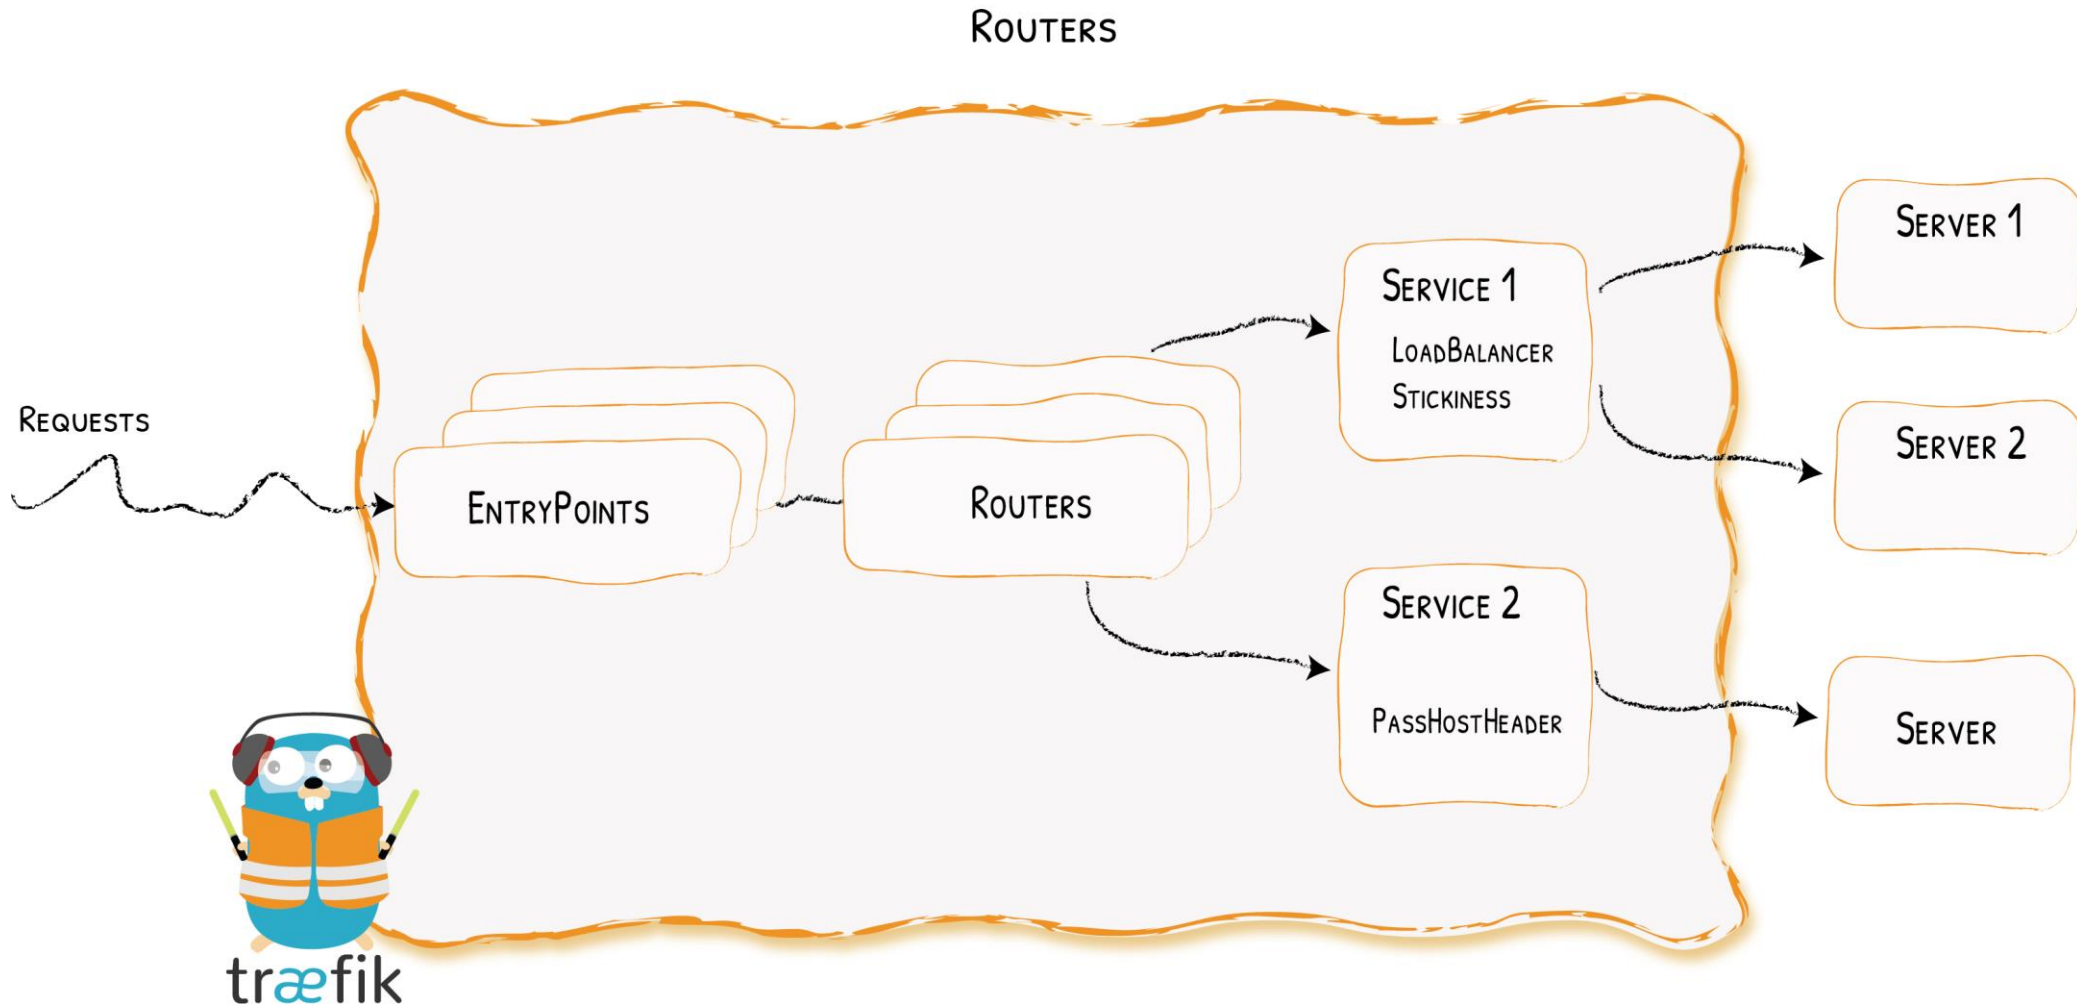 Routers
Requests
EntryPoints
Routers
Service 1
LoadBalancer
Stickiness
Service 2
PassHostHeader
Server 1
Server 2
Server
træfik